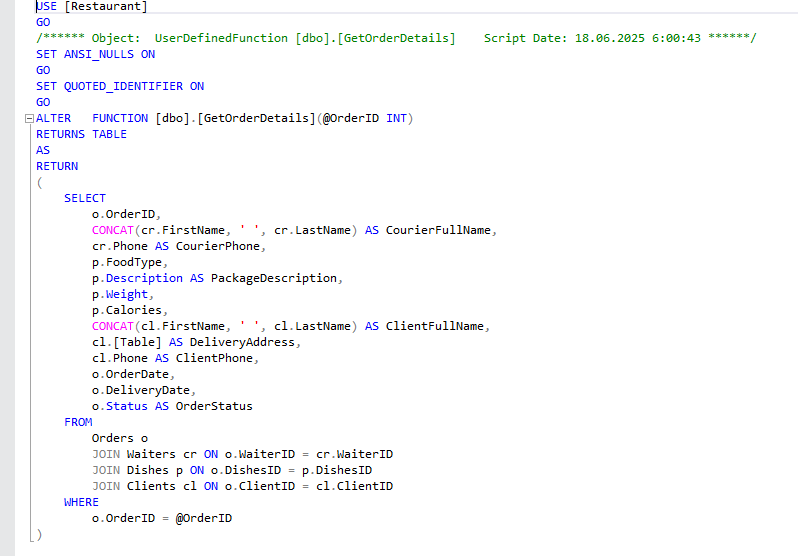 USE [Restaurant]
GO
/****** Object:  UserDefinedFunction [dbo].[GetOrderDetails]    Script Date: 18.06.2025 6:00:43 ******/
SET ANSI_NULLS ON
GO
SET QUOTED_IDENTIFIER ON
GO
ALTER   FUNCTION [dbo].[GetOrderDetails](@OrderID INT)
RETURNS TABLE
AS
RETURN
(
    SELECT
        o.OrderID,
        CONCAT(cr.FirstName, ' ', cr.LastName) AS CourierFullName,
        cr.Phone AS CourierPhone,
        p.FoodType,
        p.Description AS PackageDescription,
        p.Weight,
        p.Calories,
        CONCAT(cl.FirstName, ' ', cl.LastName) AS ClientFullName,
        cl.[Table] AS DeliveryAddress,
        cl.Phone AS ClientPhone,
        o.OrderDate,
        o.DeliveryDate,
        o.Status AS OrderStatus
    FROM
        Orders o
        JOIN Waiters cr ON o.WaiterID = cr.WaiterID
        JOIN Dishes p ON o.DishesID = p.DishesID
        JOIN Clients cl ON o.ClientID = cl.ClientID
    WHERE
        o.OrderID = @OrderID
)